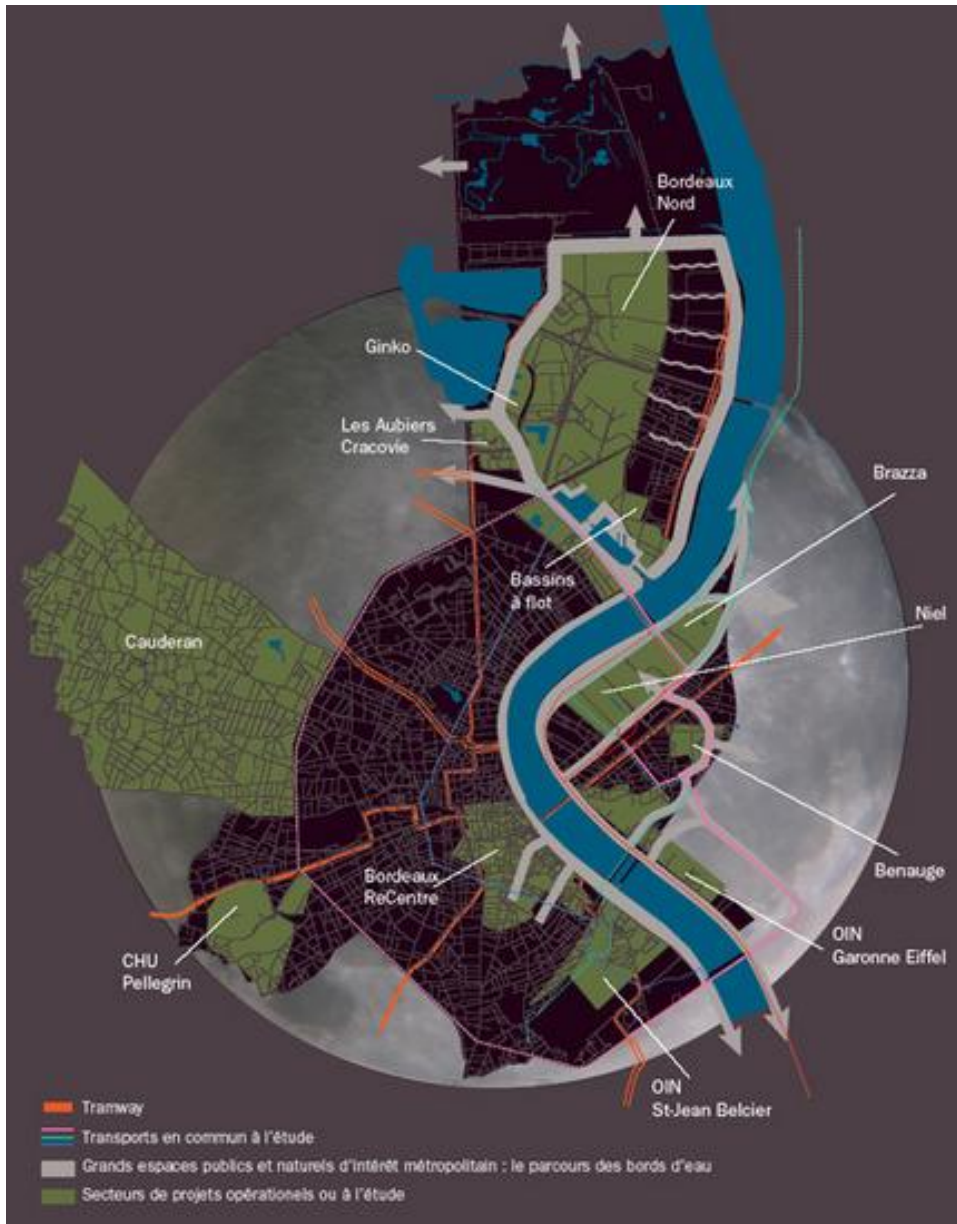 Bordeaux
Nord
Ginko
Les Aubiers
Cracovie
Brazza
Bassins
à flot
Niel
Cauderan
Bordeaux
ReCentre
Benauge
CHU
Pellegrin
OIN
Garonne Eiffel
OIN
St-Jean Belcier
Tramway
Transports en commun à l'étude
Grands espaces publics et naturels d'intérêt métropolitain : le parcours des bords d'eau
Secteurs de projets opérationels ou à l'étude